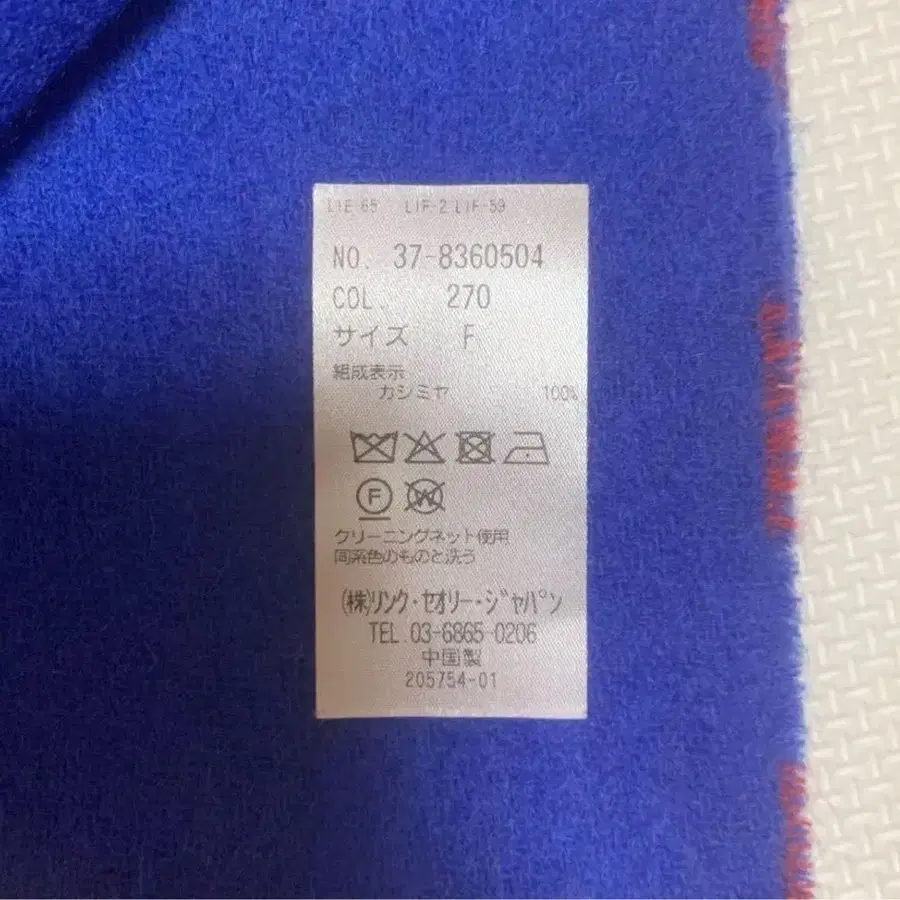 L1E-65 L1F-2 L1F-59
NO. 37-8360504
COL. 270
サイズ F
組成表示
カシミヤ 100%
F
W
クリーニングネット使用
同系色のものと洗う
(株)リンク・セオリー・ジャパン
TEL.03-6865-0206
中国製
205754-01